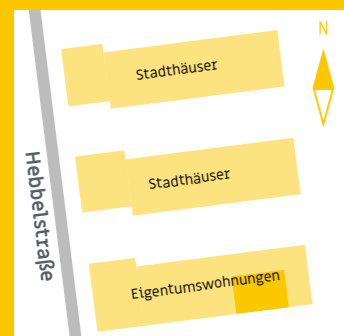 N
Stadthäuser
Stadthäuser
Hebbelstraße
Eigentumswohnungen